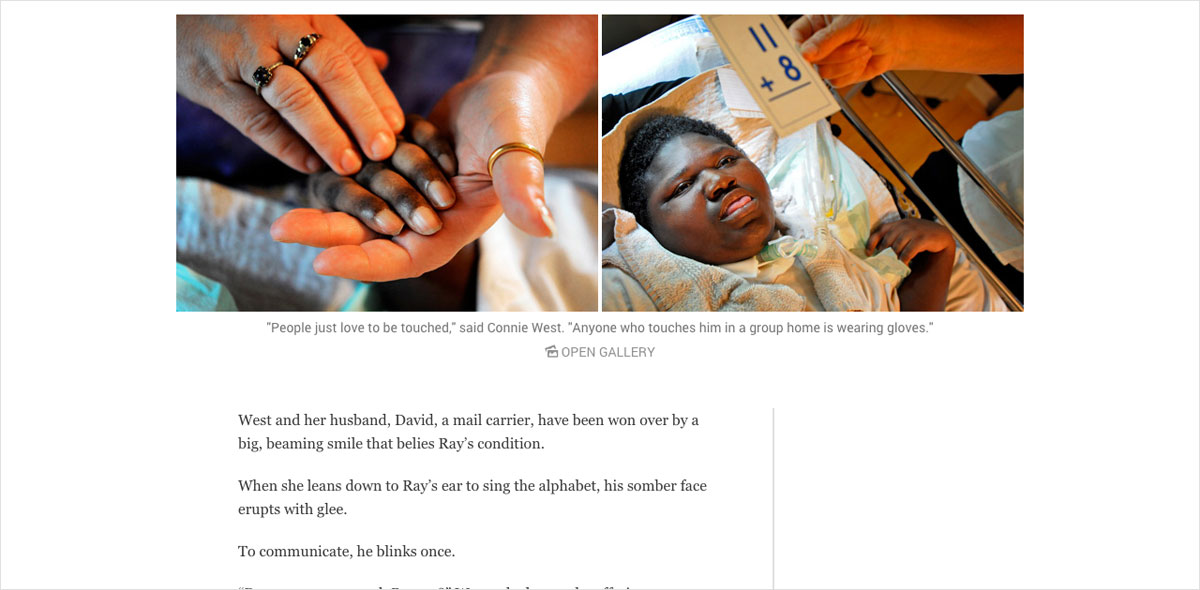 11
+ 8
"People just love to be touched," said Connie West. "Anyone who touches him in a group home is wearing gloves."
OPEN GALLERY
West and her husband, David, a mail carrier, have been won over by a
big, beaming smile that belies Ray’s condition.
When she leans down to Ray’s ear to sing the alphabet, his somber face
erupts with glee.
To communicate, he blinks once.